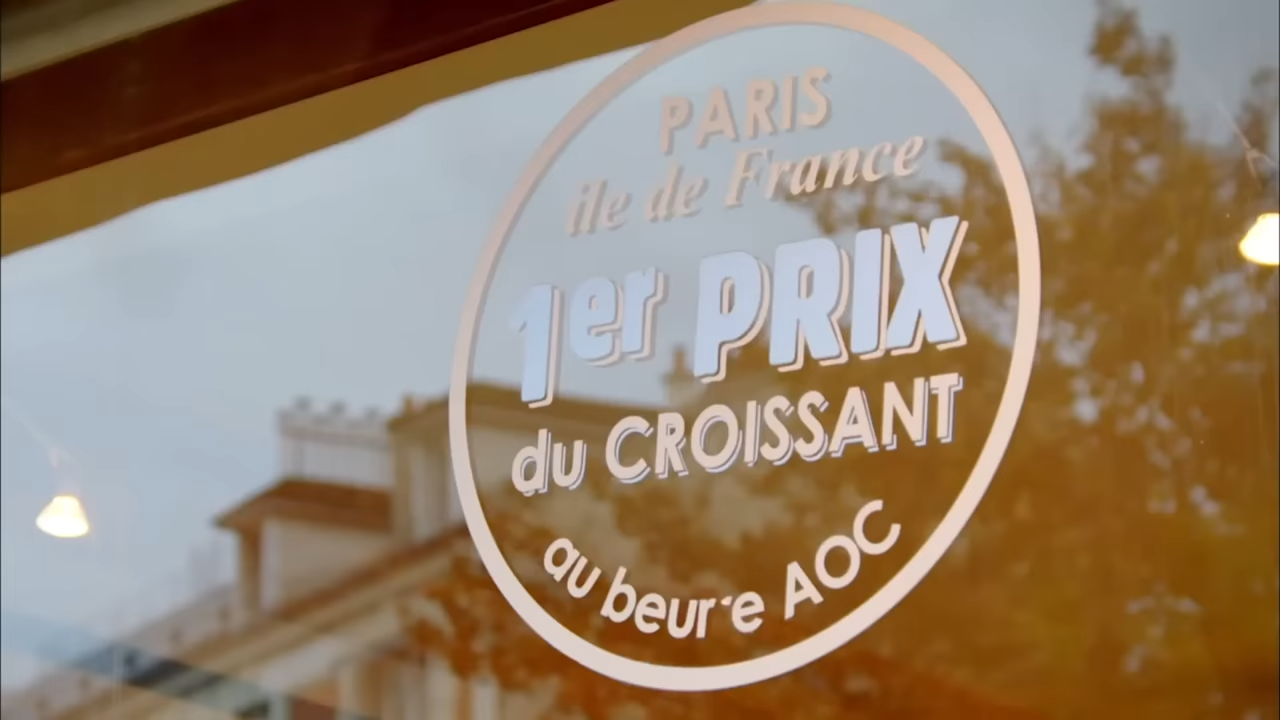 PARIS
île de France
1er PRIX
du CROISSANT
au beurre AOC